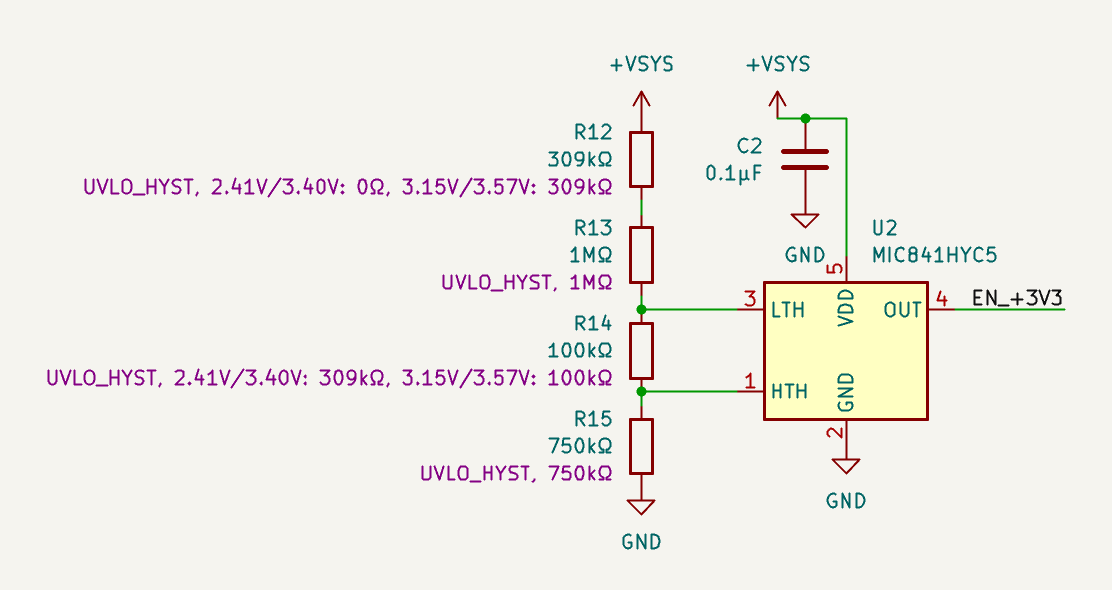 +VSYS
+VSYS
R12
309kΩ
UVLO_HYST, 2.41V/3.40V: 0Ω, 3.15V/3.57V: 309kΩ
C2
0.1µF
R13
1MΩ
UVLO_HYST, 1MΩ
GND
U2
MIC841HYC5
5
3
LTH
VDD
OUT
4
EN_+3V3
R14
100kΩ
UVLO_HYST, 2.41V/3.40V: 309kΩ, 3.15V/3.57V: 100kΩ
1
HTH
GND
2
R15
750kΩ
UVLO_HYST, 750kΩ
GND
GND